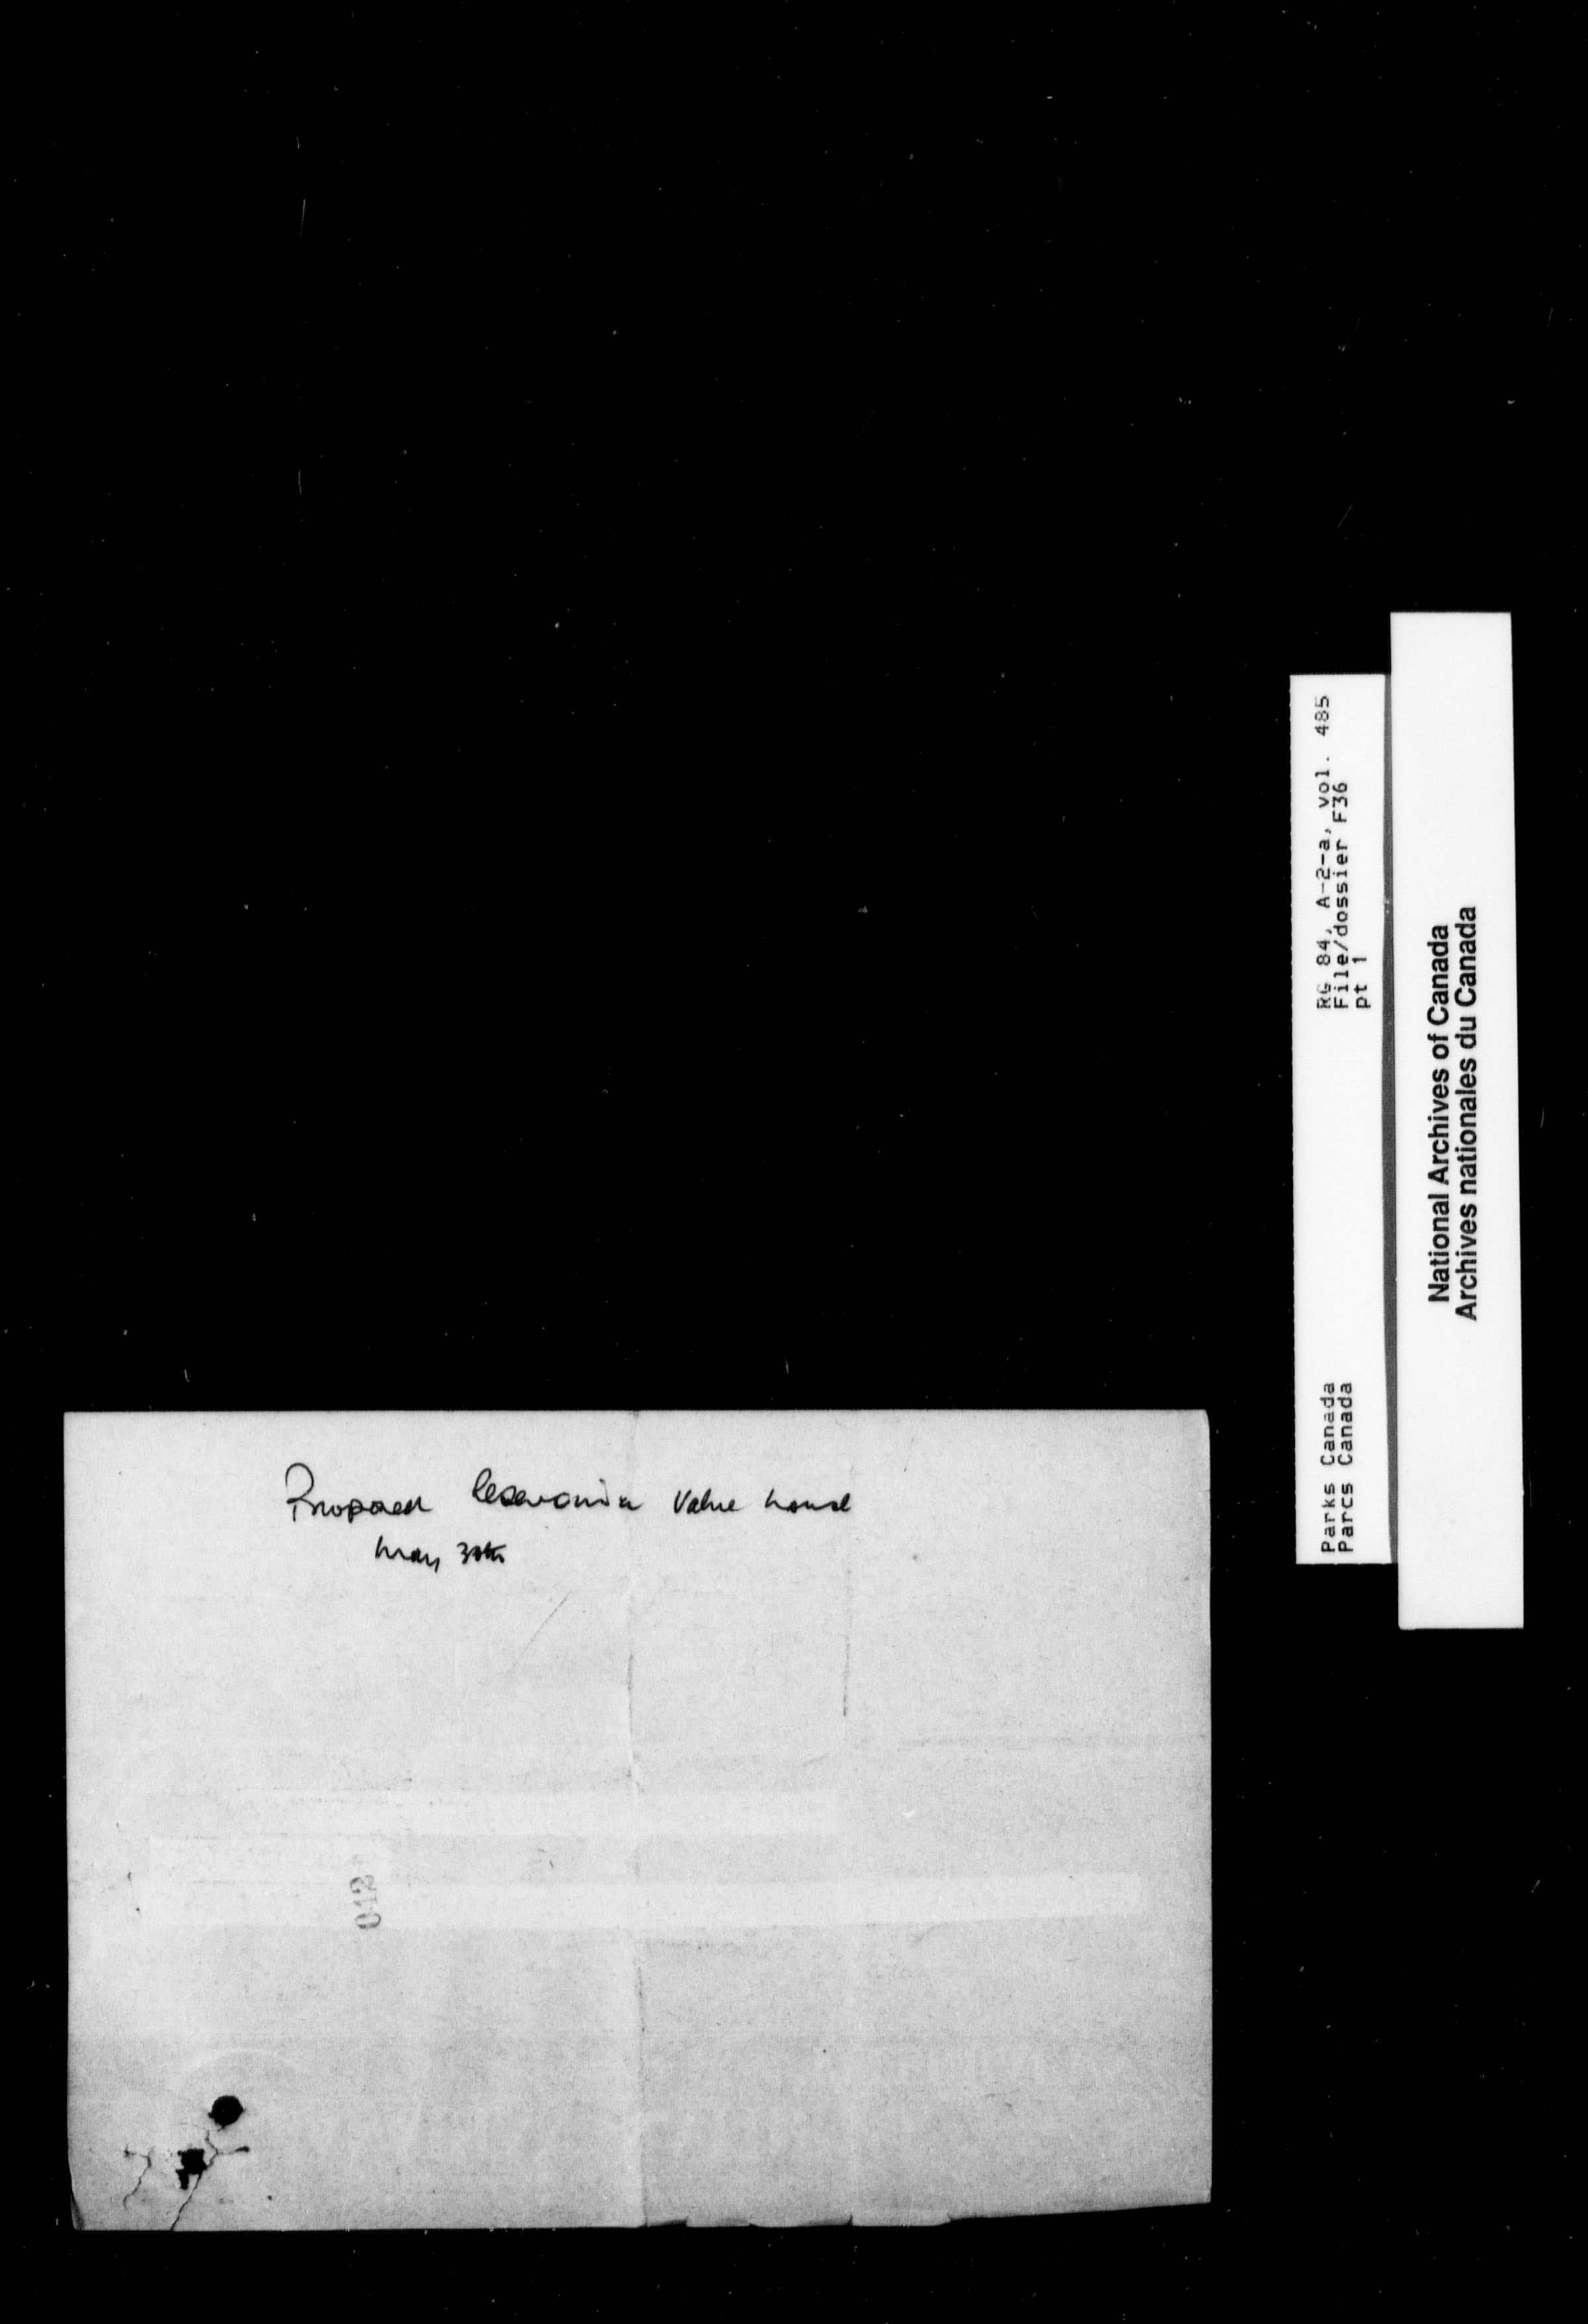 Proposed Reservoir Valve house
May 30th
012
RG 84, A-2-a, vol. 485
File/dossier F36
pt 1
Parks Canada
Parcs Canada
National Archives of Canada
Archives nationales du Canada